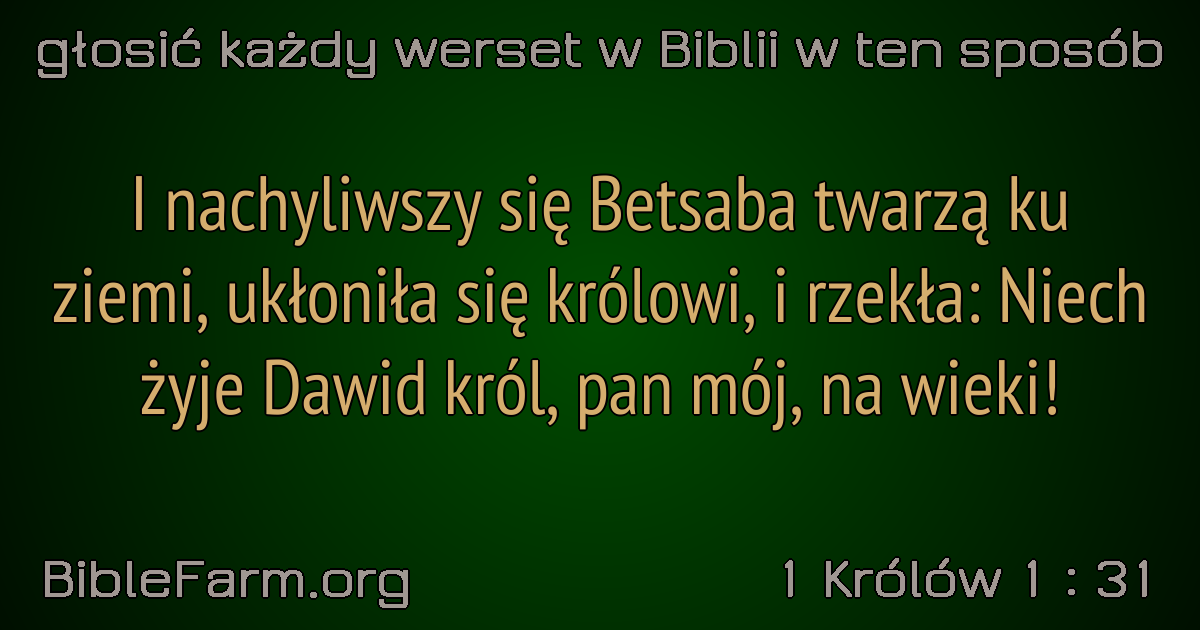 głosić każdy werset w Biblii w ten sposób
I nachyliwszy się Betsaba twarzą ku
ziemi, ukłoniła się królowi, i rzekła: Niech
żyje Dawid król, pan mój, na wieki!
BibleFarm.org
1 Królów 1 : 31